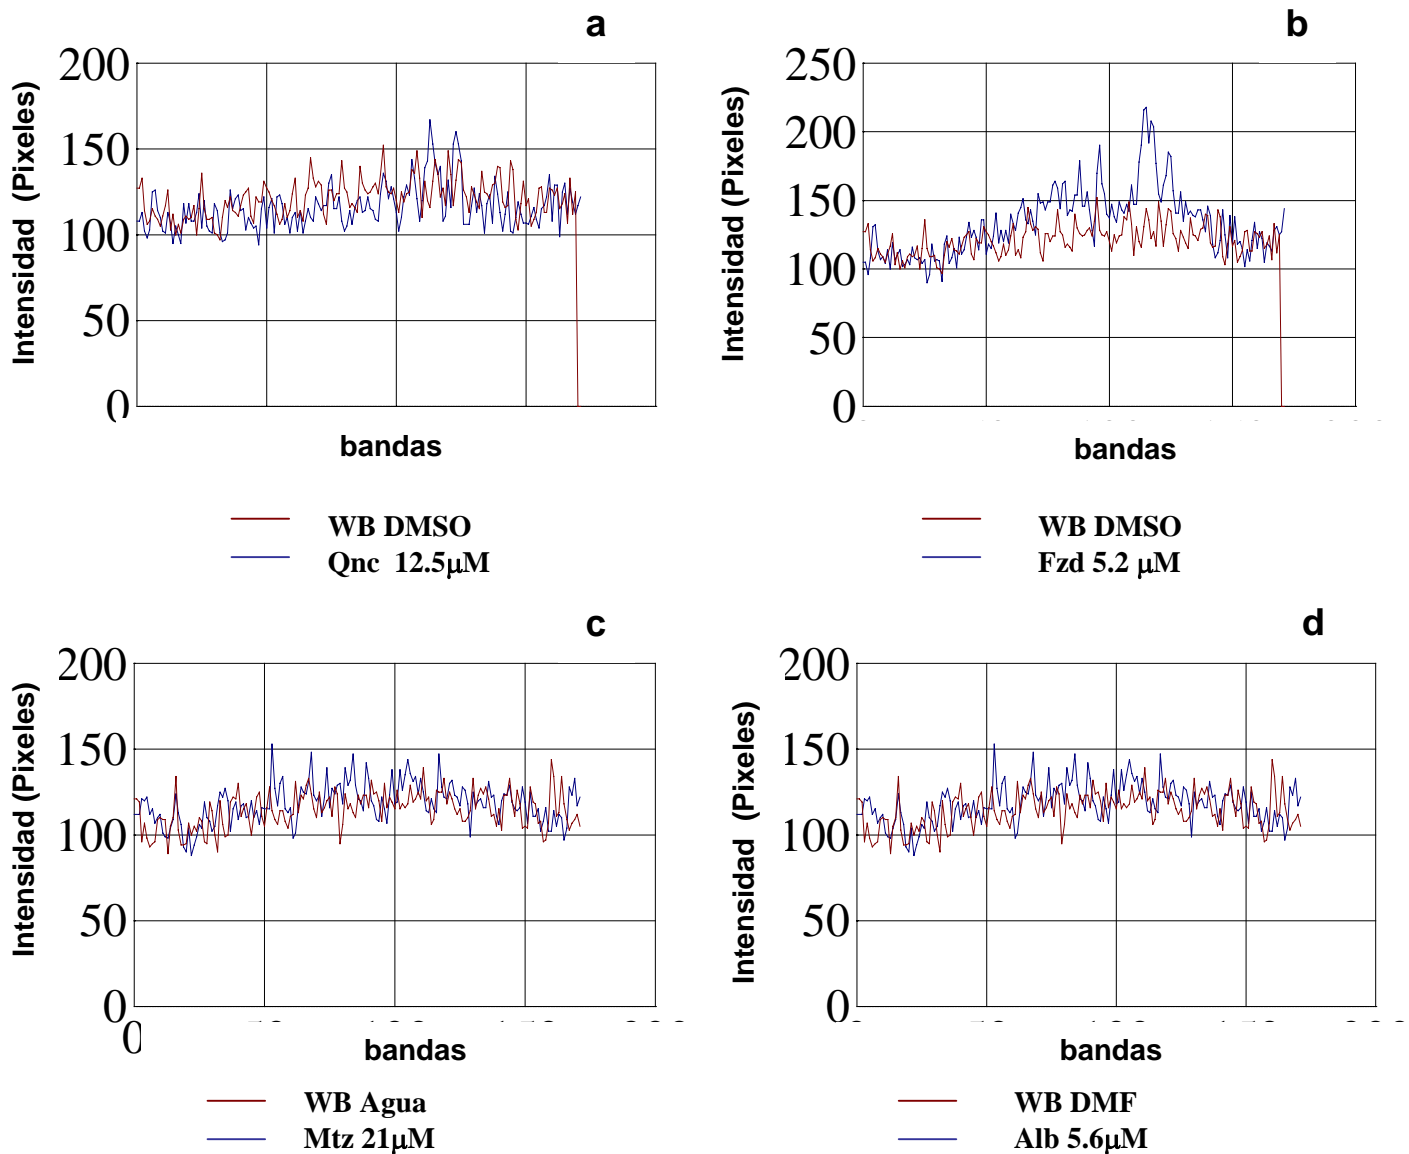 a
b
200
150
100
50
0
Intensidad (Pixeles)
bandas
250
200
150
100
50
0
Intensidad (Pixeles)
bandas
WB DMSO
Qnc 12.5μM
WB DMSO
Fzd 5.2 μM
c
d
200
150
100
50
0
0
Intensidad (Pixeles)
bandas
200
150
100
50
0
Intensidad (Pixeles)
bandas
WB Agua
Mtz 21μM
WB DMF
Alb 5.6μM